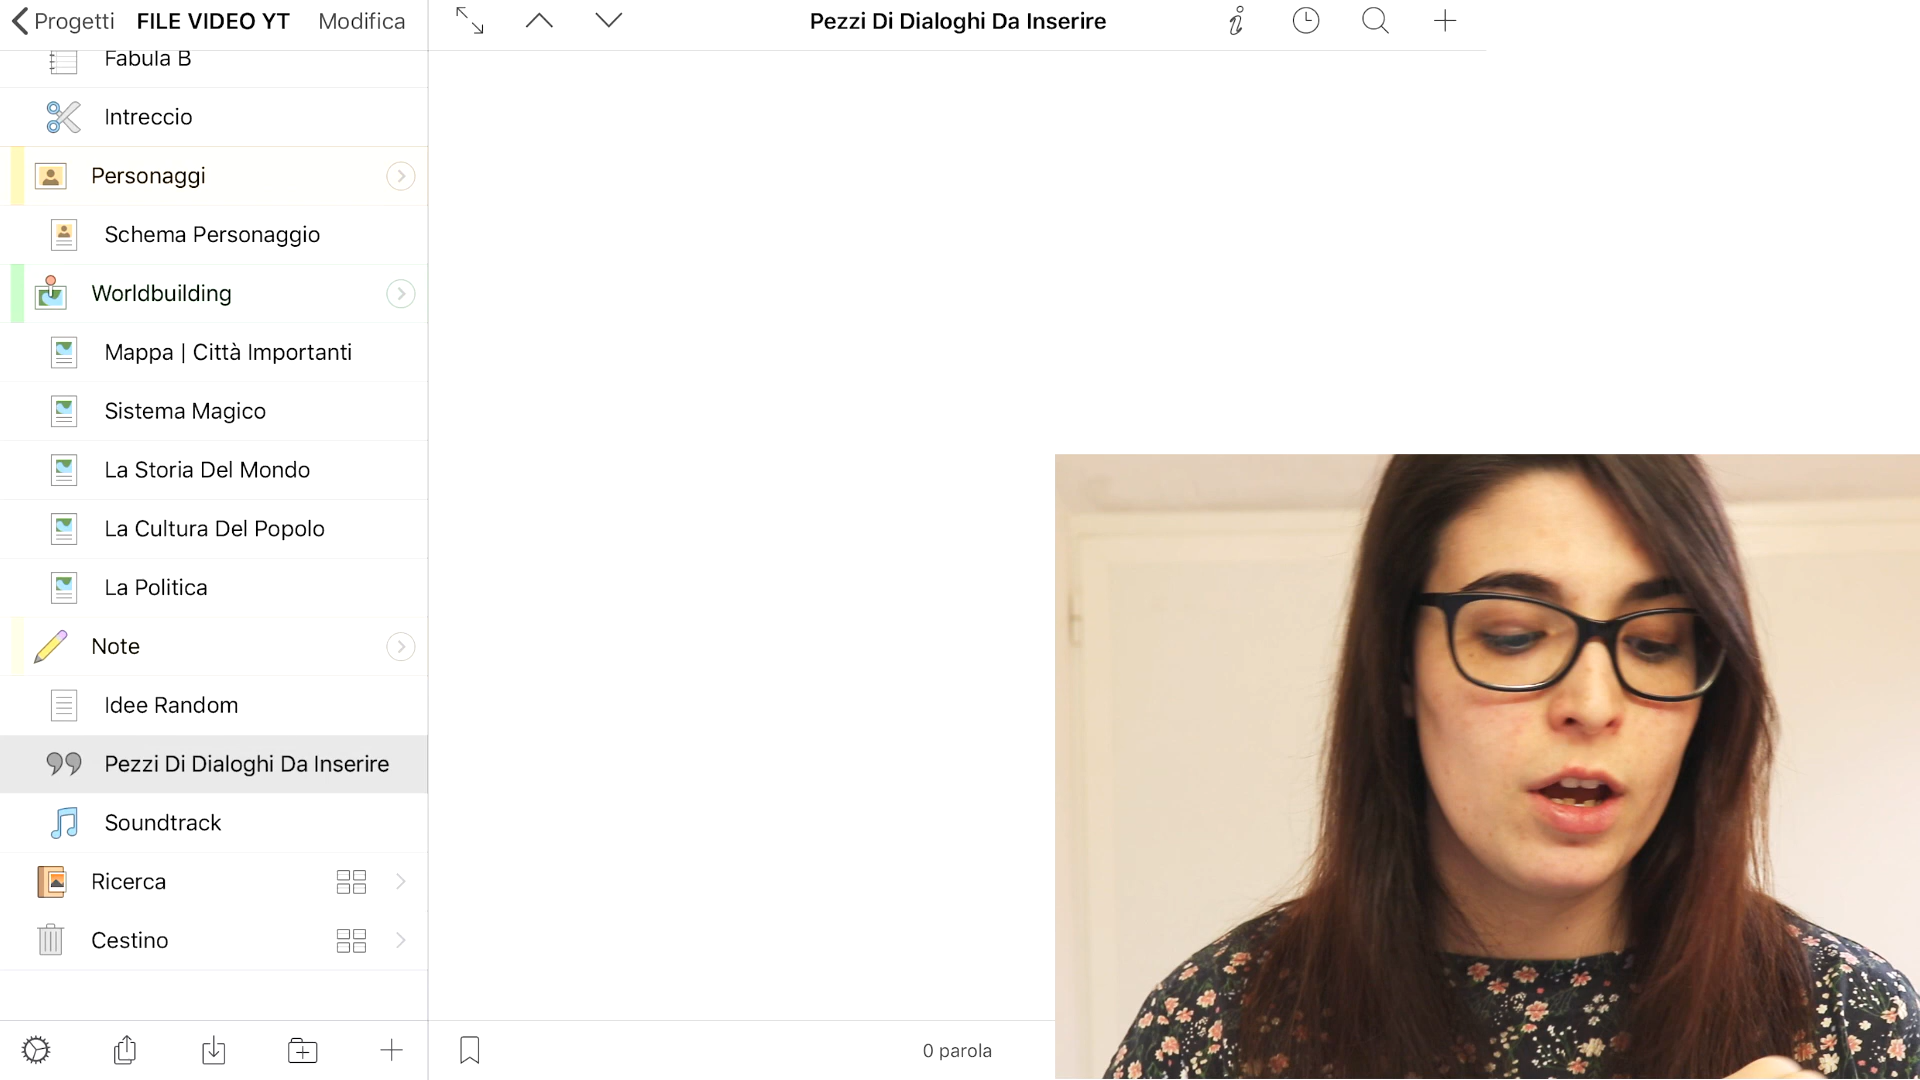 Progetti FILE VIDEO YT Modifica
Pezzi Di Dialoghi Da Inserire
Fabula B
Intreccio
Personaggi
Schema Personaggio
Worldbuilding
Mappa | Città Importanti
Sistema Magico
La Storia Del Mondo
La Cultura Del Popolo
La Politica
Note
Idee Random
Pezzi Di Dialoghi Da Inserire
Soundtrack
Ricerca
Cestino
0 parola